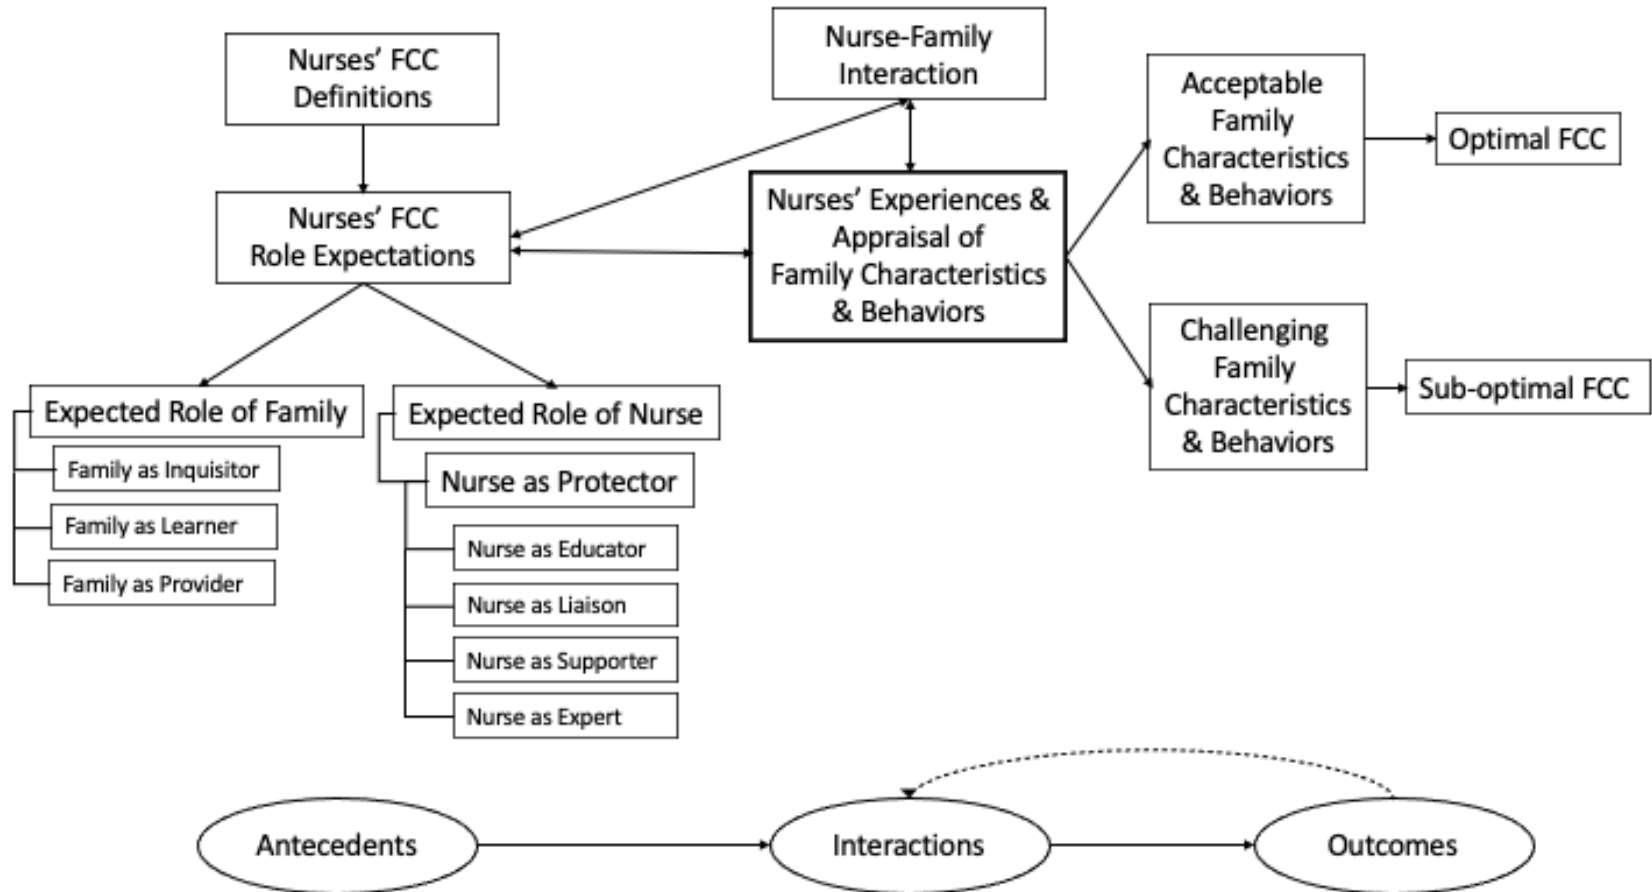 Nurses' FCC
Definitions
Nurse-Family
Interaction
Acceptable
Family
Characteristics
& Behaviors
Optimal FCC
Nurses' FCC
Role Expectations
Nurses' Experiences &
Appraisal of
Family Characteristics
& Behaviors
Challenging
Family
Characteristics
& Behaviors
Sub-optimal FCC
Expected Role of Family
Family as Inquisitor
Family as Learner
Family as Provider
Expected Role of Nurse
Nurse as Protector
Nurse as Educator
Nurse as Liaison
Nurse as Supporter
Nurse as Expert
Antecedents
Interactions
Outcomes